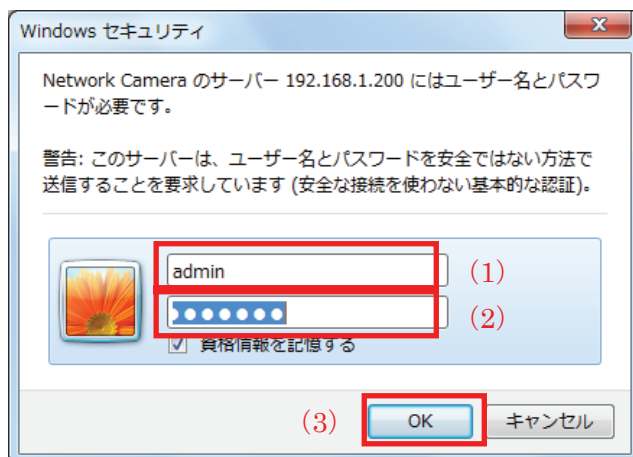 Windows セキュリティ
Network Camera のサーバー 192.168.1.200 にはユーザー名とパスワ
ードが必要です。
警告: このサーバーは、ユーザー名とパスワードを安全ではない方法で
送信することを要求しています (安全な接続を使わない基本的な認証)。
admin (1)
●●●●●●● (2)
資格情報を記憶する
(3) OK キャンセル